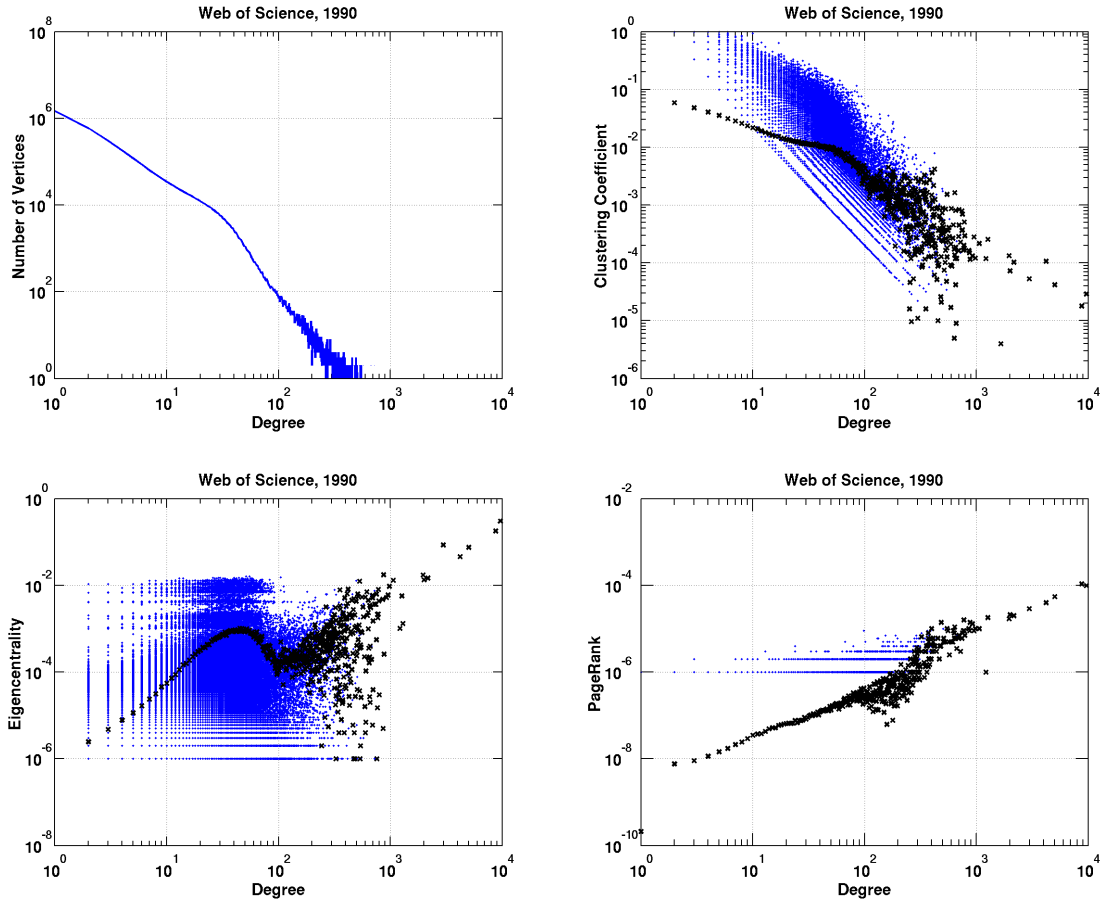 Web of Science, 1990
Number of Vertices
10^8
10^6
10^4
10^2
10^0
10^0 10^1 10^2 10^3 10^4
Degree
Web of Science, 1990
Clustering Coefficient
10^0
10^-1
10^-2
10^-3
10^-4
10^-5
10^-6
10^0 10^1 10^2 10^3 10^4
Degree
Web of Science, 1990
Eigencentrality
10^0
10^-2
10^-4
10^-6
10^-8
10^0 10^1 10^2 10^3 10^4
Degree
Web of Science, 1990
PageRank
10^-2
10^-4
10^-6
10^-8
10^-10
10^0 10^1 10^2 10^3 10^4
Degree